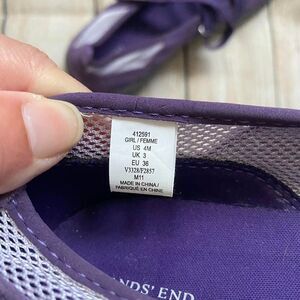 412591
GIRL/FEMME
US 4M
UK 3
EU 36
V3328/F2857
M11
MADE IN CHINA/
FABRIQUÉ EN CHINE
ANDS' END